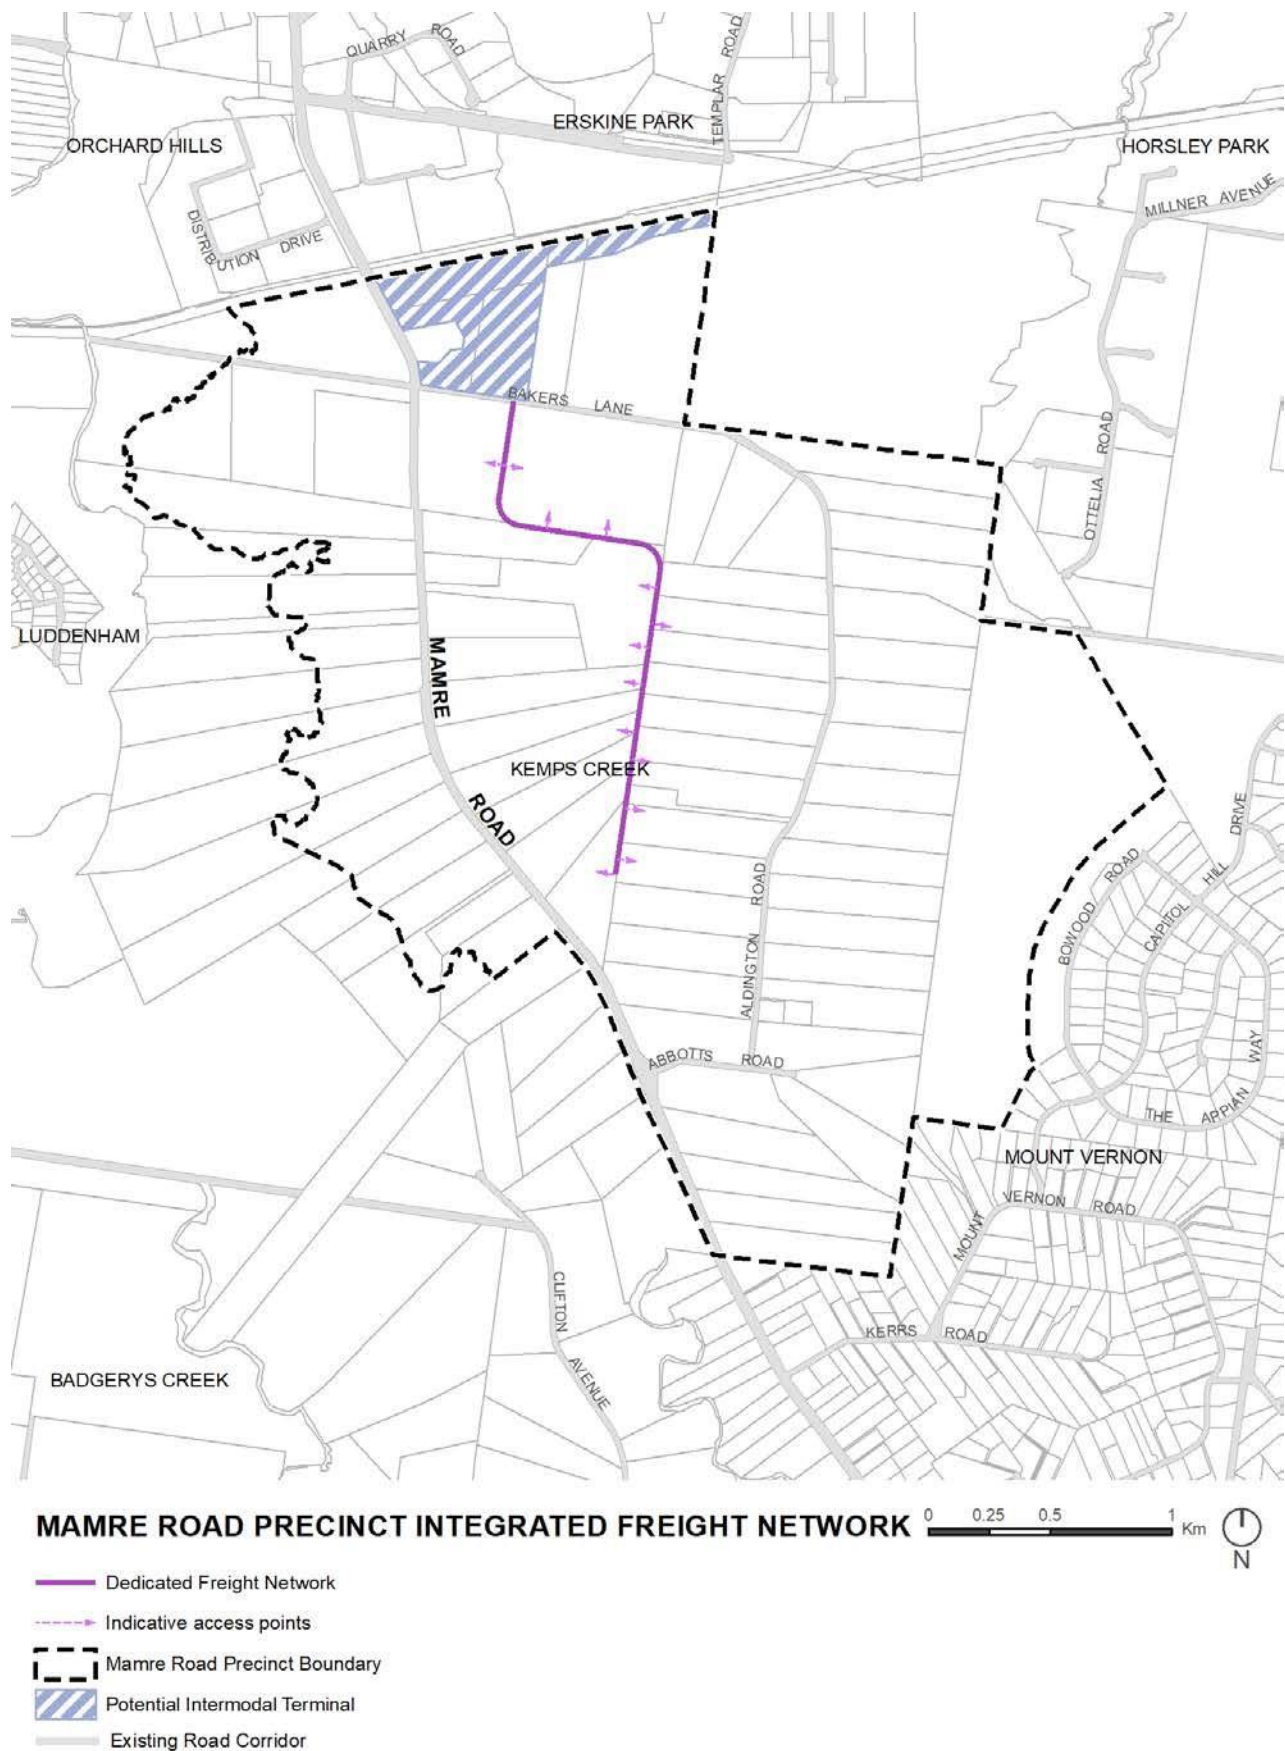 QUARRY ROAD
TEMPLAR ROAD
ERSKINE PARK
ORCHARD HILLS
HORSLEY PARK
MILLNER AVENUE
DISTRIBUTION DRIVE
BAKERS LANE
OTTELIA ROAD
LUDDENHAM
MAMRE ROAD
KEMPS CREEK
ALDINGTON ROAD
BOWOOD ROAD
CAPITOL HILL DRIVE
ABBOTTS ROAD
THE APPIAN WAY
MOUNT VERNON
MOUNT VERNON ROAD
CLIFTON AVENUE
KERRS ROAD
BADGERYS CREEK
MAMRE ROAD PRECINCT INTEGRATED FREIGHT NETWORK
0 0.25 0.5 1 Km
N
Dedicated Freight Network
Indicative access points
Mamre Road Precinct Boundary
Potential Intermodal Terminal
Existing Road Corridor